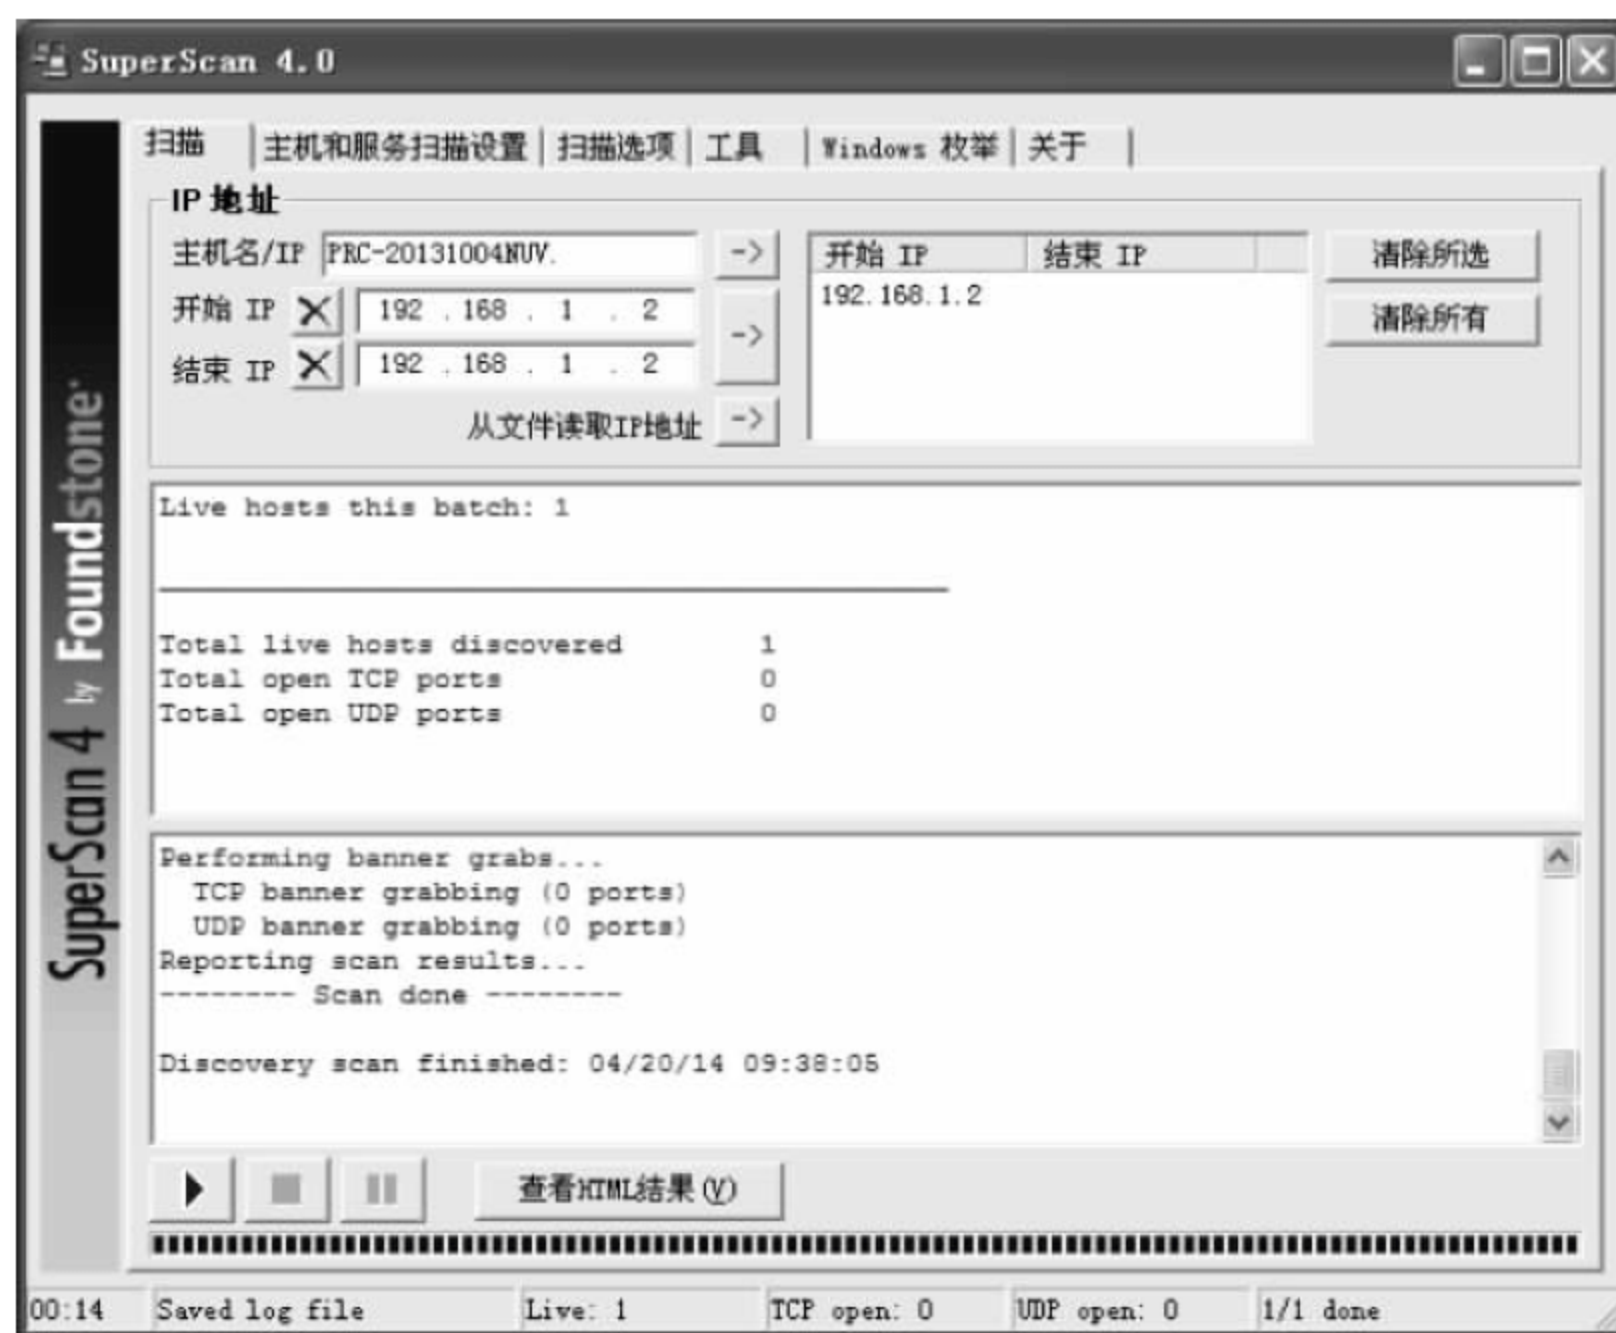 SuperScan 4.0
扫描 主机和服务扫描设置 扫描选项 工具 Windows 枚举 关于
IP 地址
主机名/IP PRC-20131004NUV. -> 开始 IP 结束 IP 清除所选
开始 IP 192 . 168 . 1 . 2 -> 192.168.1.2 清除所有
结束 IP 192 . 168 . 1 . 2
从文件读取IP地址 ->
Live hosts this batch: 1
Total live hosts discovered 1
Total open TCP ports 0
Total open UDP ports 0
Performing banner grabs...
TCP banner grabbing (0 ports)
UDP banner grabbing (0 ports)
Reporting scan results...
-------- Scan done --------
Discovery scan finished: 04/20/14 09:38:05
查看HTML结果(V)
00:14 Saved log file Live: 1 TCP open: 0 UDP open: 0 1/1 done
SuperScan 4 by Foundstone